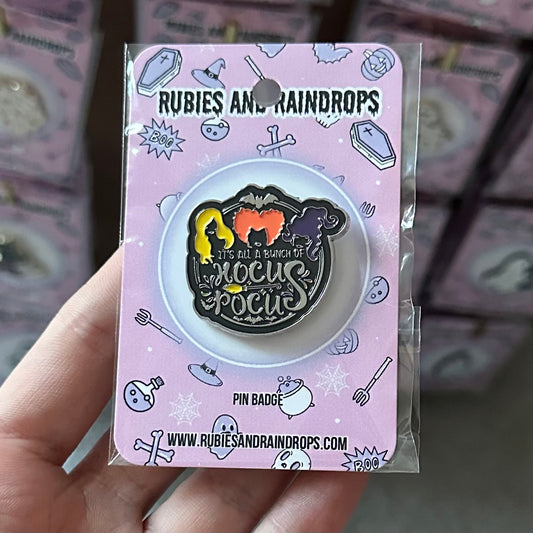 RUBIES AND RAINDROPS
BOO
IT'S ALL A BUNCH OF
HOCUS
POCUS
PIN BADGE
WWW.RUBIESANDRAINDROPS.COM
BOO